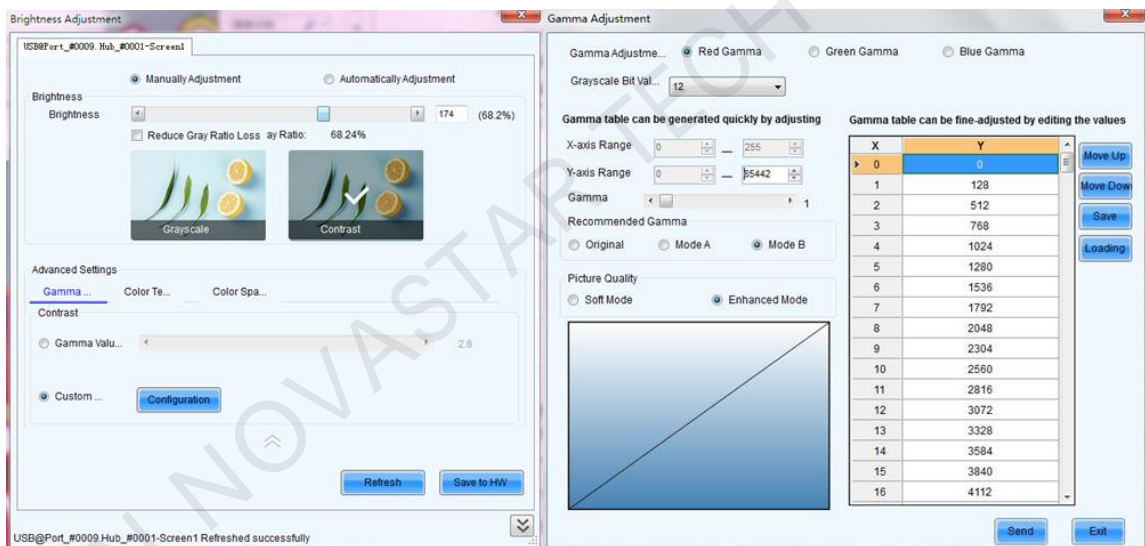 Brightness Adjustment
USB@Port_#0009.Hub_#0001-Screen1
Manually Adjustment
Automatically Adjustment
Brightness
Brightness
174
(68.2%)
Reduce Gray Ratio Loss
ay Ratio:
68.24%
Grayscale
Contrast
Advanced Settings
Gamma ...
Color Te...
Color Spa...
Contrast
Gamma Valu...
2.8
Custom ...
Configuration
Refresh
Save to HW
USB@Port_#0009.Hub_#0001-Screen1 Refreshed successfully
Gamma Adjustment
Gamma Adjustme...
Red Gamma
Green Gamma
Blue Gamma
Grayscale Bit Val...
12
Gamma table can be generated quickly by adjusting
X-axis Range
0
255
Y-axis Range
0
65442
Gamma
1
Recommended Gamma
Original
Mode A
Mode B
Picture Quality
Soft Mode
Enhanced Mode
Gamma table can be fine-adjusted by editing the values
X Y
0 0
1 128
2 512
3 768
4 1024
5 1280
6 1536
7 1792
8 2048
9 2304
10 2560
11 2816
12 3072
13 3328
14 3584
15 3840
16 4112
Move Up
Move Dow
Save
Loading
Send
Exit
NOVASTAR TECH